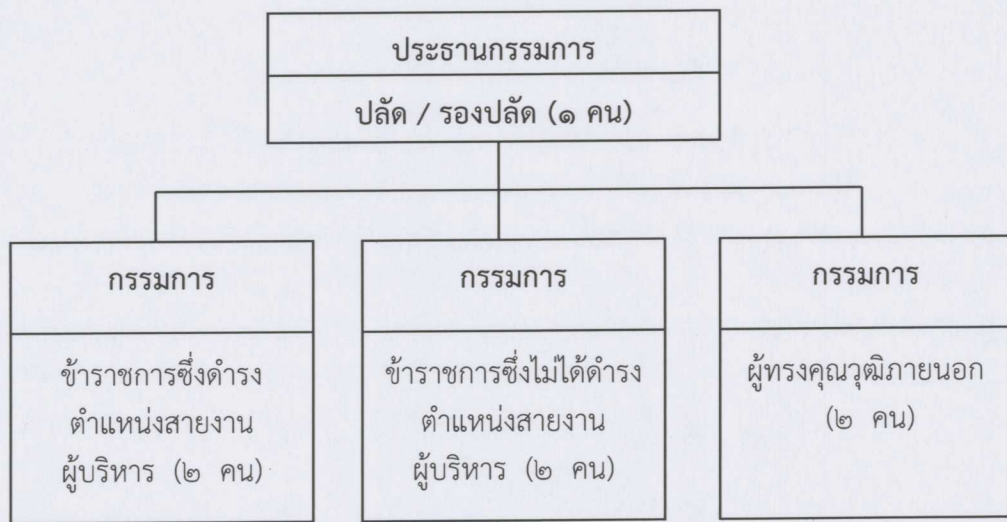 ประธานกรรมการ
ปลัด / รองปลัด (๑ คน)
กรรมการ
ข้าราชการซึ่งดำรง
ตำแหน่งสายงาน
ผู้บริหาร (๒ คน)
กรรมการ
ข้าราชการซึ่งไม่ได้ดำรง
ตำแหน่งสายงาน
ผู้บริหาร (๒ คน)
กรรมการ
ผู้ทรงคุณวุฒิภายนอก
(๒ คน)